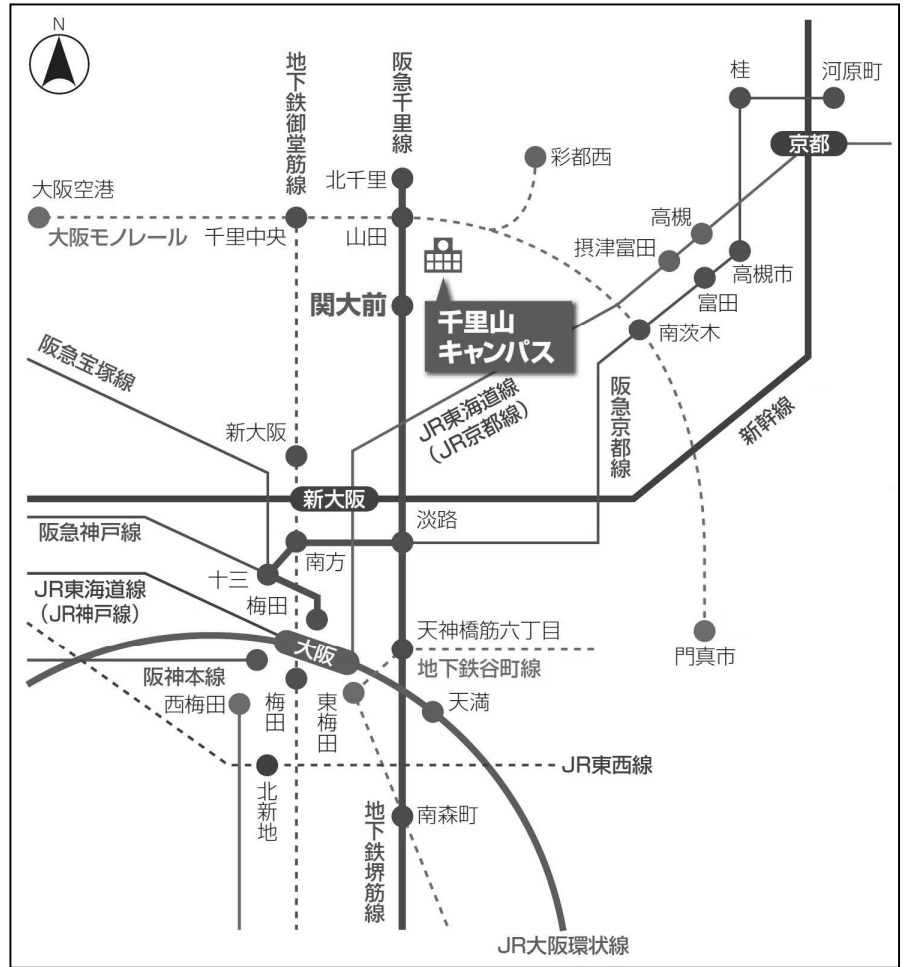 N
地下鉄御堂筋線
阪急千里線
桂
河原町
京都
彩都西
北千里
大阪空港
大阪モノレール
千里中央
山田
高槻
摂津富田
高槻市
富田
関大前
千里山
キャンパス
南茨木
阪急宝塚線
JR東海道線
(JR京都線)
阪急京都線
新幹線
新大阪
新大阪
淡路
阪急神戸線
南方
十三
梅田
JR東海道線
(JR神戸線)
大阪
天神橋筋六丁目
地下鉄谷町線
門真市
阪神本線
西梅田
梅田
東梅田
天満
JR東西線
北新地
地下鉄堺筋線
南森町
JR大阪環状線